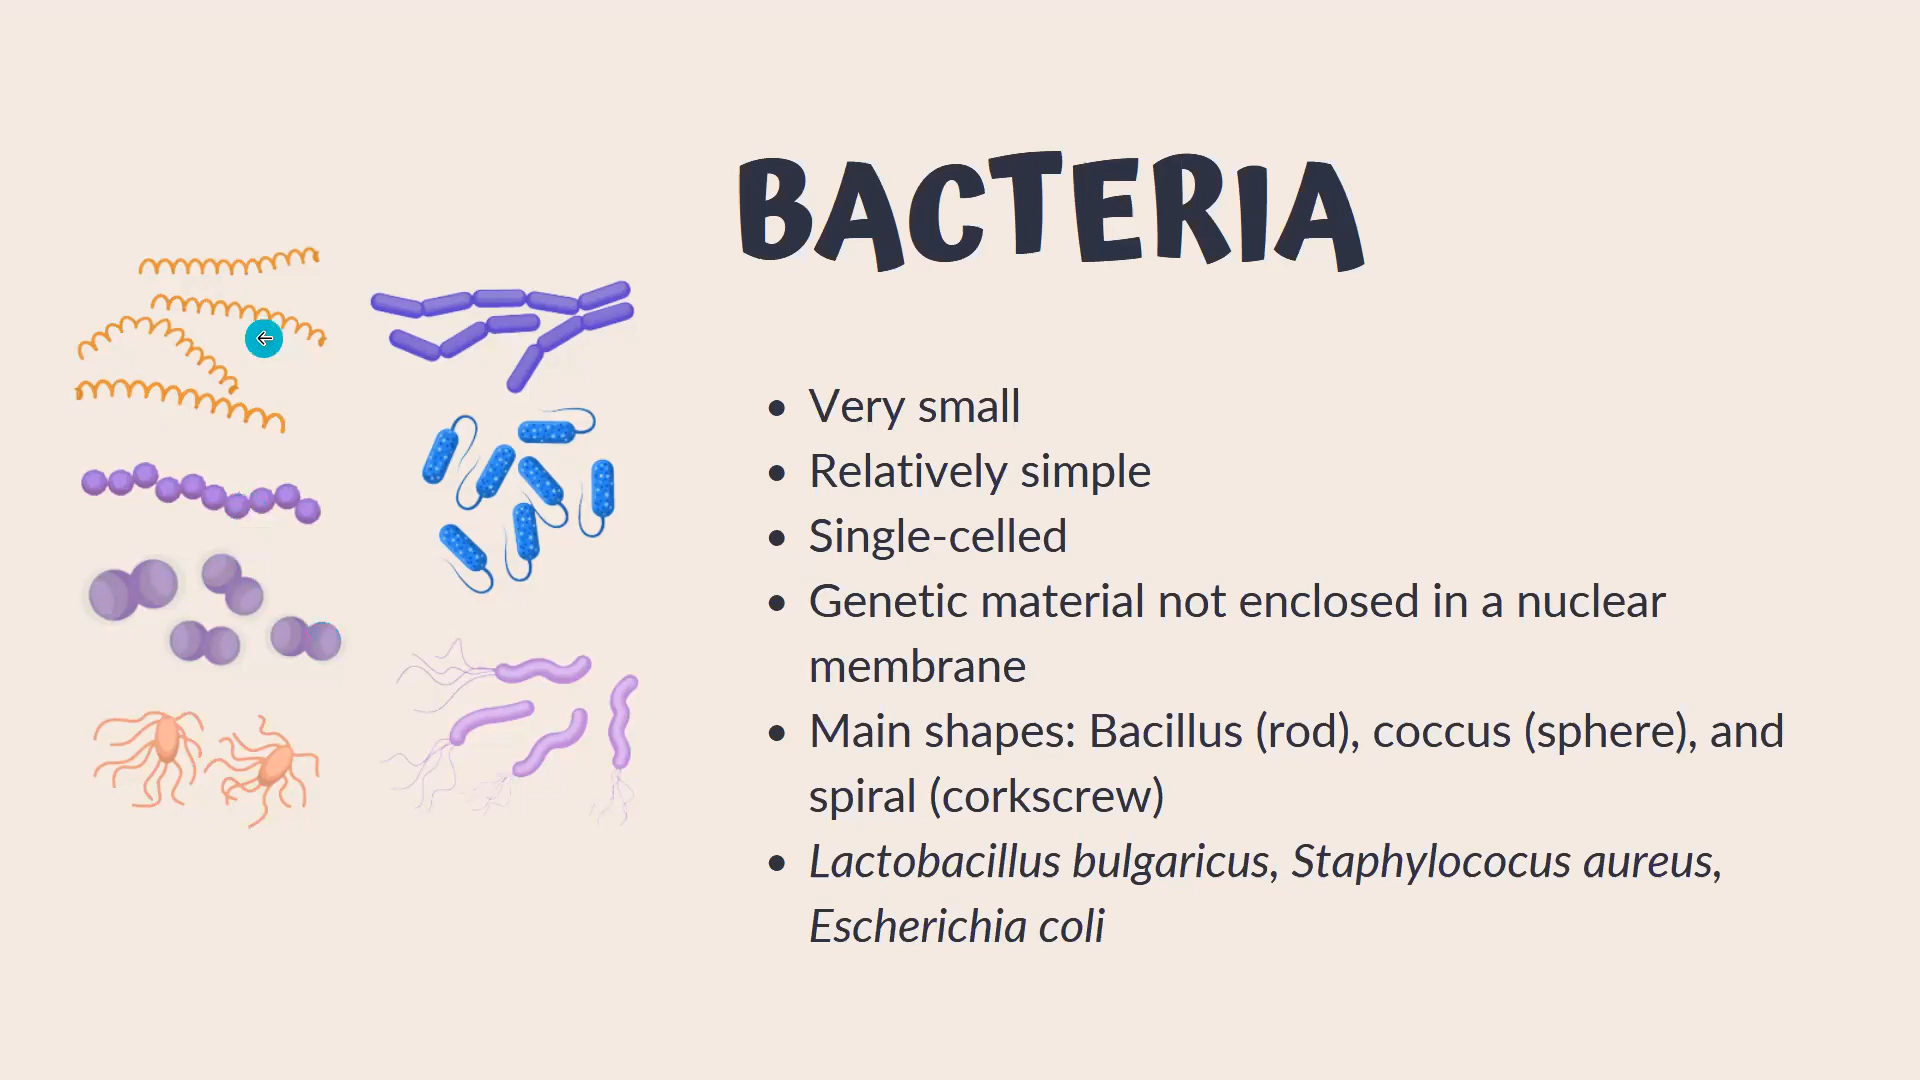 BACTERIA
• Very small
• Relatively simple
• Single-celled
• Genetic material not enclosed in a nuclear
membrane
• Main shapes: Bacillus (rod), coccus (sphere), and
spiral (corkscrew)
• Lactobacillus bulgaricus, Staphylococus aureus,
Escherichia coli